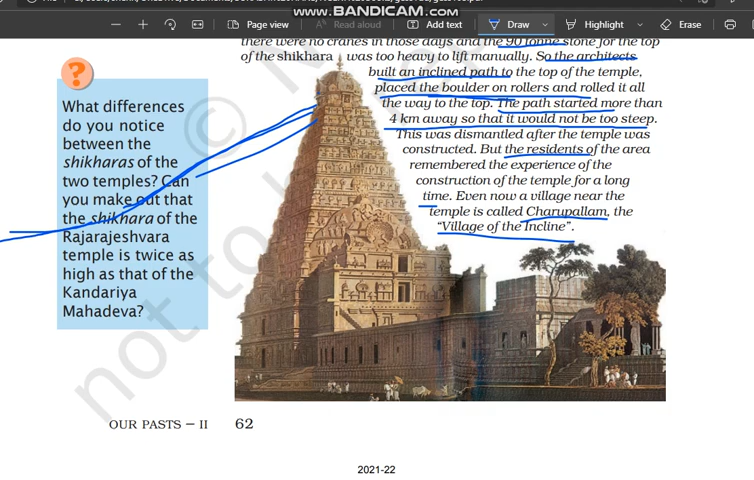 www.BANDICAM.com
Page view
Read aloud
Add text
Draw
Highlight
Erase
there were no cranes in those days and the 90 tonne stone for the top
of the shikhara was too heavy to lift manually. So the architects
built an inclined path to the top of the temple,
placed the boulder on rollers and rolled it all
the way to the top. The path started more than
4 km away so that it would not be too steep.
This was dismantled after the temple was
constructed. But the residents of the area
remembered the experience of the
construction of the temple for a long
time. Even now a village near the
temple is called Charupallam, the
“Village of the Incline”.
?
What differences
do you notice
between the
shikharas of the
two temples? Can
you make out that
the shikhara of the
Rajarajeshvara
temple is twice as
high as that of the
Kandariya
Mahadeva?
not to be
OUR PASTS – II 62
2021-22